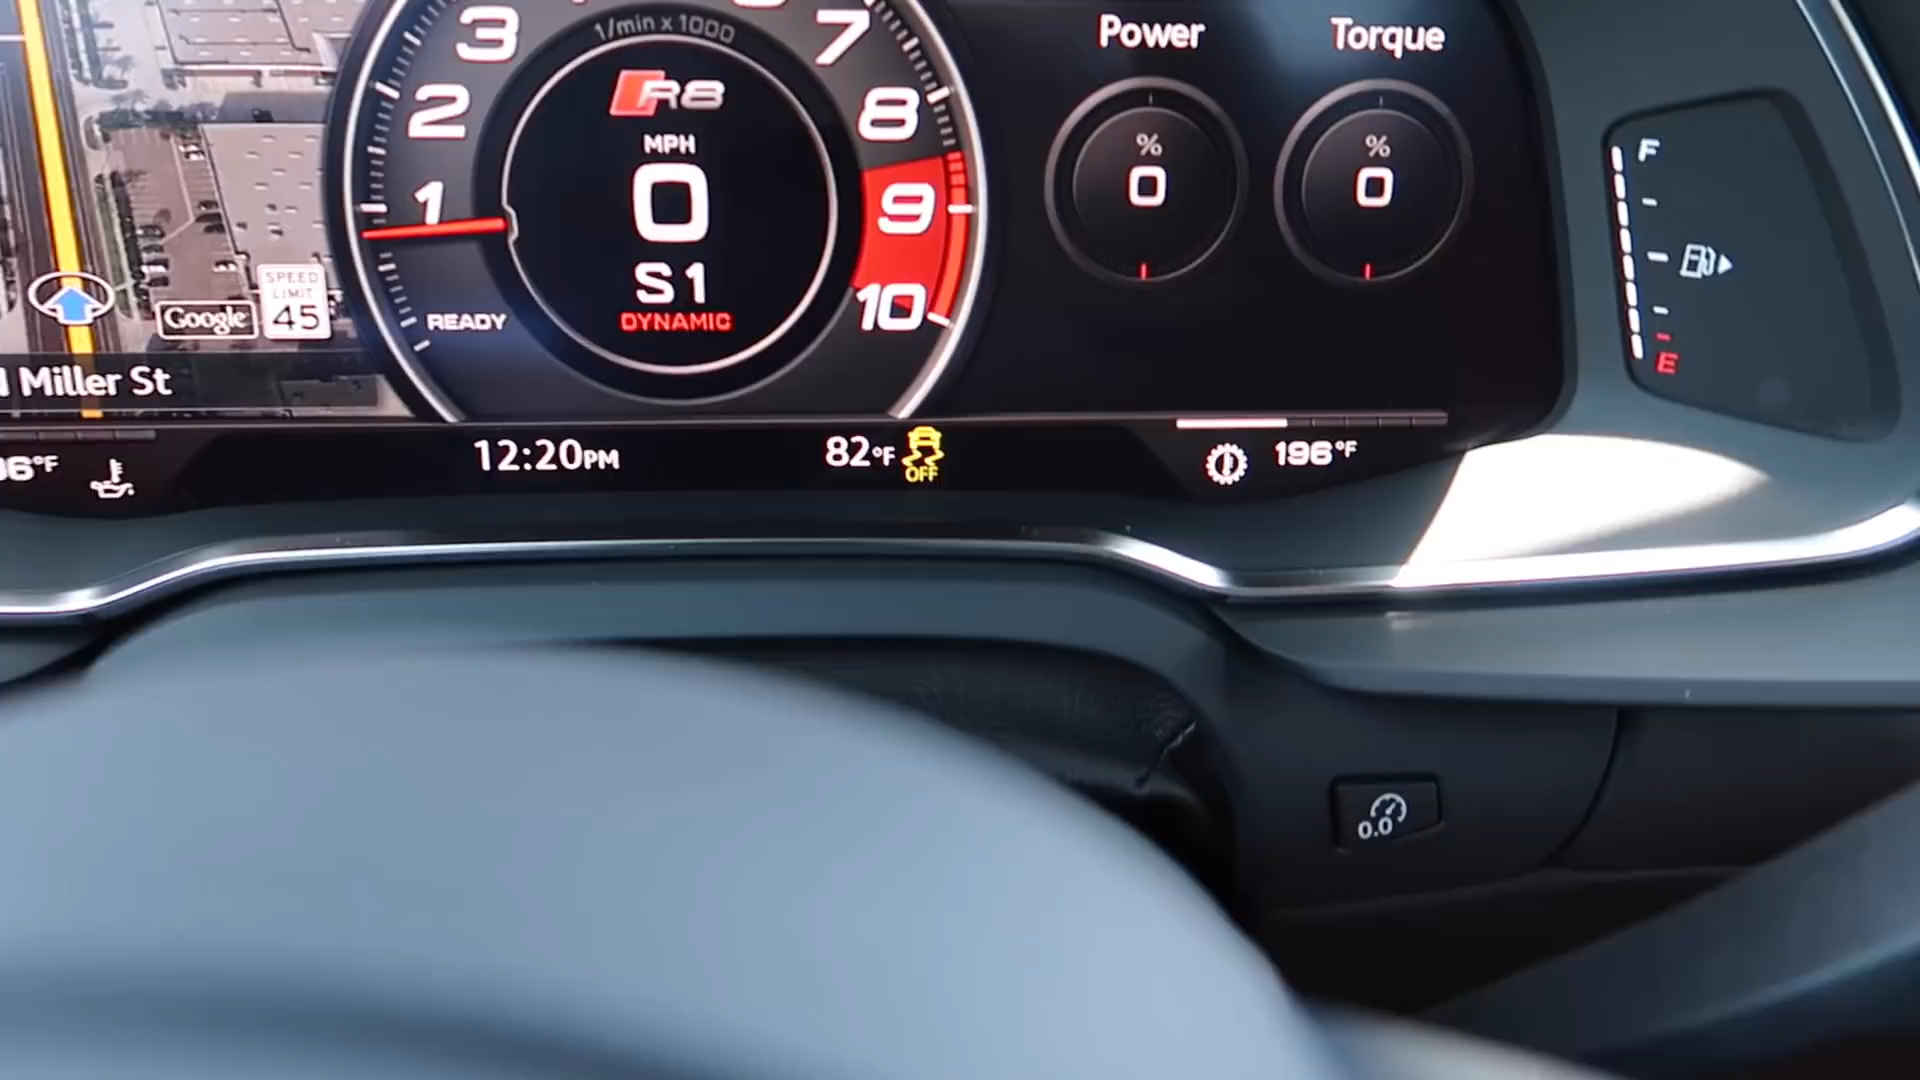 Power
Torque
1/min x 1000
3
7
2
8
1
9
10
READY
R8
MPH
0
S1
DYNAMIC
%
0
%
0
F
E
Google
SPEED
LIMIT
45
Miller St
6°F
12:20PM
82°F
OFF
196°F
0.0